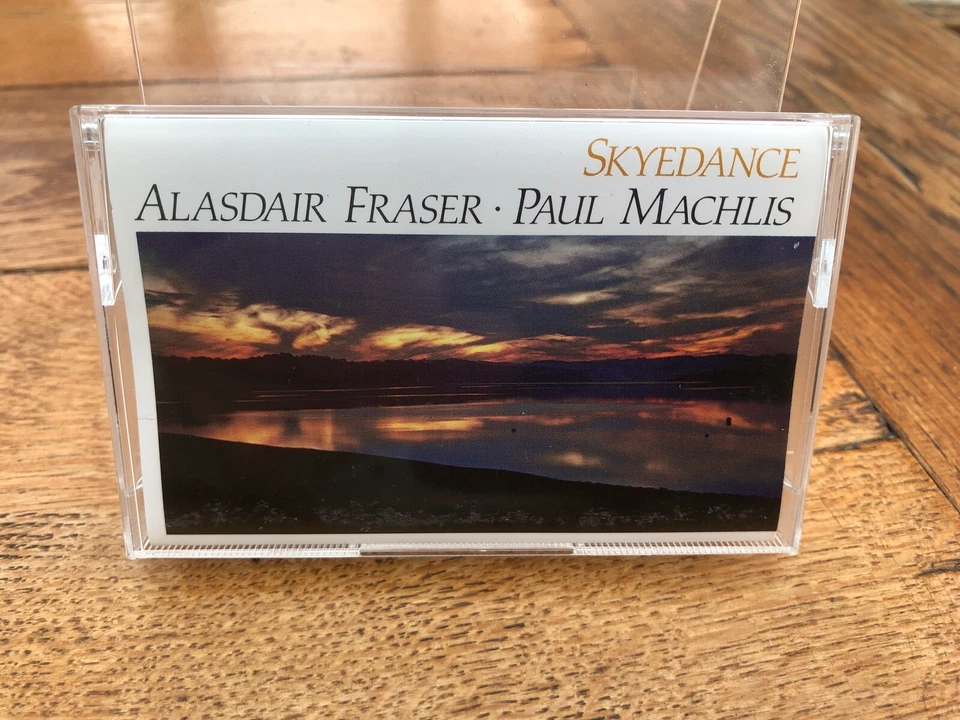 SKYEDANCE
ALASDAIR FRASER · PAUL MACHLIS